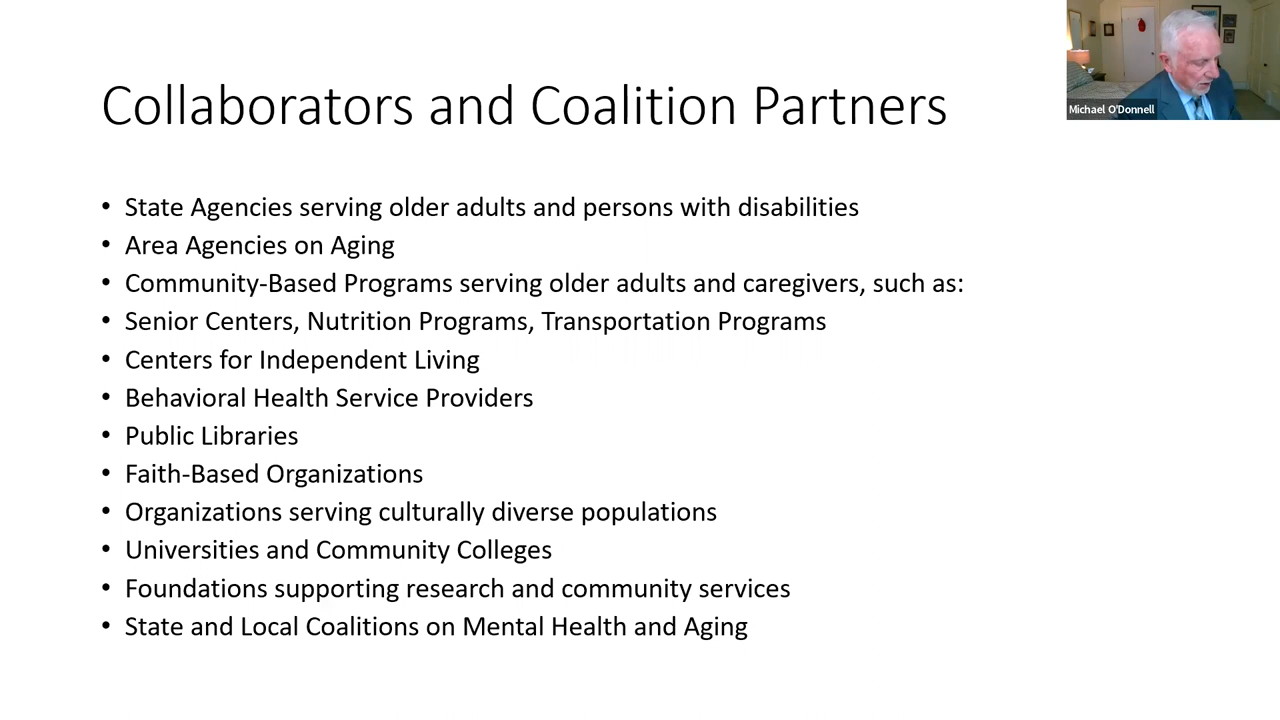 Collaborators and Coalition Partners
Michael O'Donnell
• State Agencies serving older adults and persons with disabilities
• Area Agencies on Aging
• Community-Based Programs serving older adults and caregivers, such as:
• Senior Centers, Nutrition Programs, Transportation Programs
• Centers for Independent Living
• Behavioral Health Service Providers
• Public Libraries
• Faith-Based Organizations
• Organizations serving culturally diverse populations
• Universities and Community Colleges
• Foundations supporting research and community services
• State and Local Coalitions on Mental Health and Aging